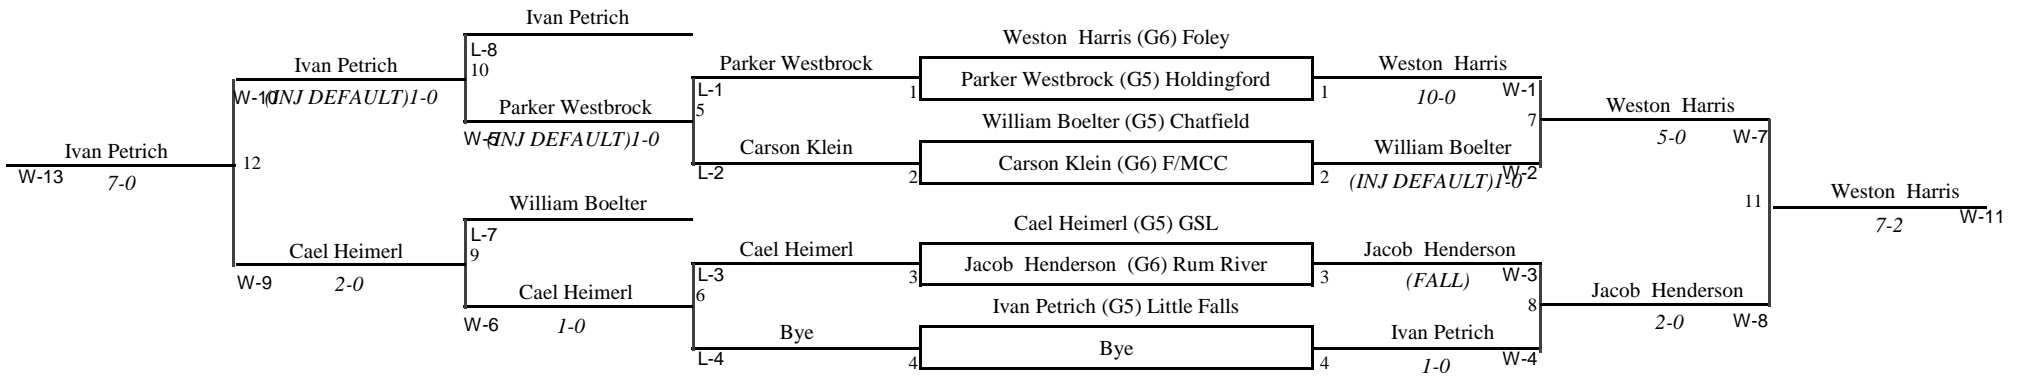 Ivan Petrich
L-8
10
Ivan Petrich
W-10
(INJ DEFAULT)1-0
Parker Westbrock
W-5
(INJ DEFAULT)1-0
Ivan Petrich
W-13
7-0
12
William Boelter
L-7
9
Cael Heimerl
W-9
2-0
Cael Heimerl
W-6
1-0
Parker Westbrock
L-1
5
Carson Klein
L-2
Cael Heimerl
L-3
6
Bye
L-4
Weston Harris (G6) Foley
1
Parker Westbrock (G5) Holdingford
1
William Boelter (G5) Chatfield
2
Carson Klein (G6) F/MCC
2
Cael Heimerl (G5) GSL
3
Jacob Henderson (G6) Rum River
3
Ivan Petrich (G5) Little Falls
4
Bye
4
Weston Harris
10-0
W-1
7
William Boelter
(INJ DEFAULT)1-0
W-2
Jacob Henderson
(FALL)
W-3
8
Ivan Petrich
1-0
W-4
Weston Harris
5-0
W-7
11
Jacob Henderson
2-0
W-8
Weston Harris
7-2
W-11